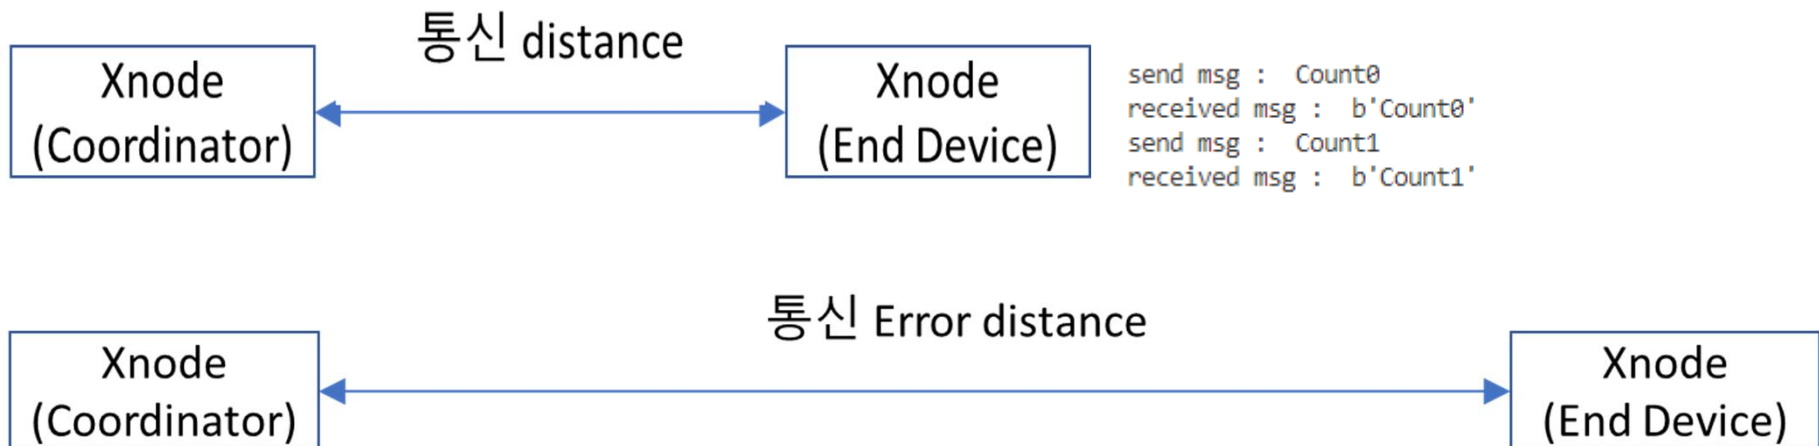 통신 distance
Xnode
(Coordinator)
Xnode
(End Device)
send msg :  Count0
received msg :  b'Count0'
send msg :  Count1
received msg :  b'Count1'
통신 Error distance
Xnode
(Coordinator)
Xnode
(End Device)